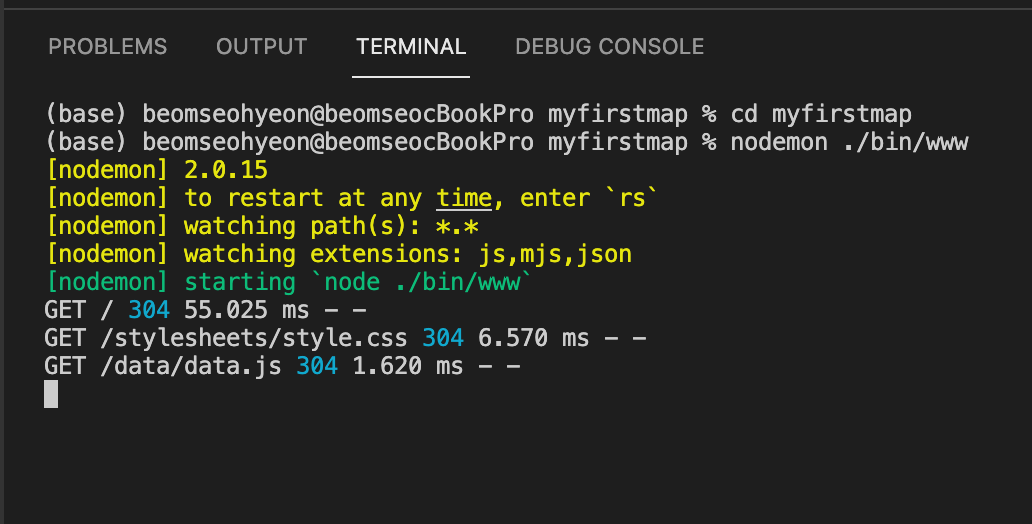 PROBLEMS OUTPUT TERMINAL DEBUG CONSOLE
(base) beomseohyeon@beomseocBookPro myfirstmap % cd myfirstmap
(base) beomseohyeon@beomseocBookPro myfirstmap % nodemon ./bin/www
[nodemon] 2.0.15
[nodemon] to restart at any time, enter `rs`
[nodemon] watching path(s): *.*
[nodemon] watching extensions: js,mjs,json
[nodemon] starting `node ./bin/www`
GET / 304 55.025 ms - -
GET /stylesheets/style.css 304 6.570 ms - -
GET /data/data.js 304 1.620 ms - -